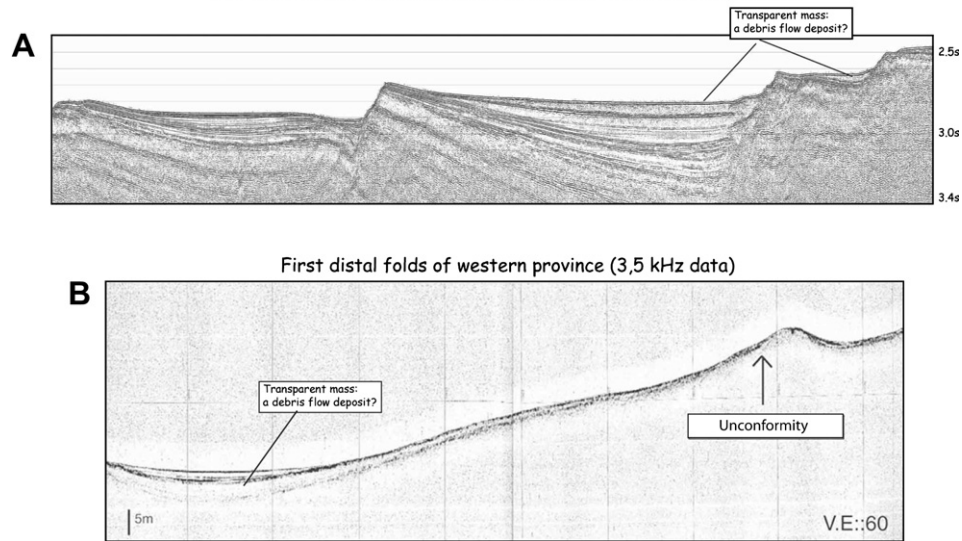 A
Transparent mass:
a debris flow deposit?
2.5s
3.0s
3.4s
First distal folds of western province (3,5 kHz data)
B
Transparent mass:
a debris flow deposit?
Unconformity
5m
V.E::60